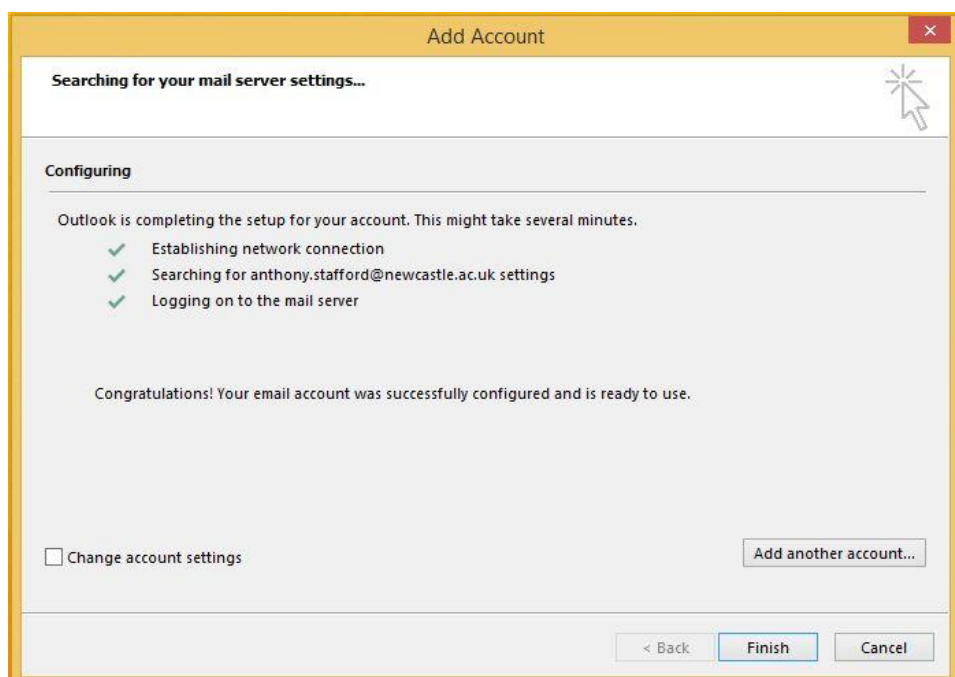 Add Account
Searching for your mail server settings...
Configuring
Outlook is completing the setup for your account. This might take several minutes.
Establishing network connection
Searching for anthony.stafford@newcastle.ac.uk settings
Logging on to the mail server
Congratulations! Your email account was successfully configured and is ready to use.
Change account settings
Add another account...
< Back
Finish
Cancel